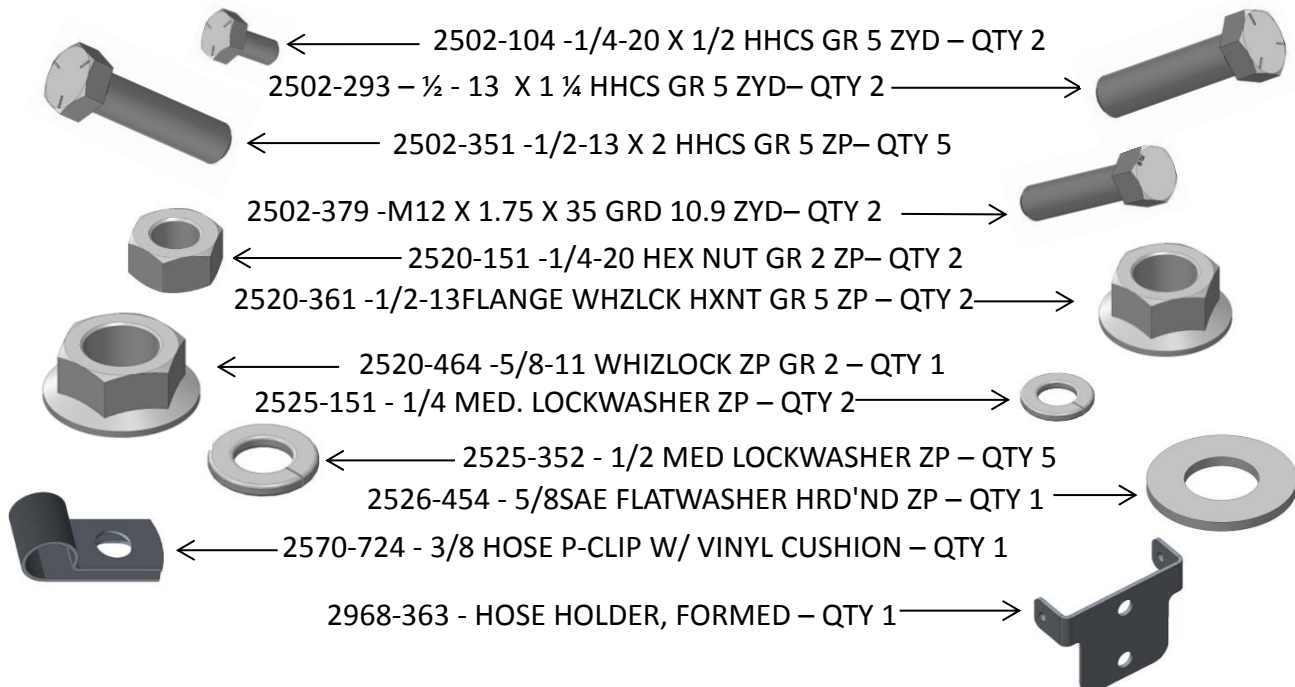 2502-104 -1/4-20 X 1/2 HHCS GR 5 ZYD – QTY 2
2502-293 – ½ - 13 X 1 ¼ HHCS GR 5 ZYD– QTY 2
2502-351 -1/2-13 X 2 HHCS GR 5 ZP– QTY 5
2502-379 -M12 X 1.75 X 35 GRD 10.9 ZYD– QTY 2
2520-151 -1/4-20 HEX NUT GR 2 ZP– QTY 2
2520-361 -1/2-13FLANGE WHZLCK HXNT GR 5 ZP – QTY 2
2520-464 -5/8-11 WHIZLOCK ZP GR 2 – QTY 1
2525-151 - 1/4 MED. LOCKWASHER ZP – QTY 2
2525-352 - 1/2 MED LOCKWASHER ZP – QTY 5
2526-454 - 5/8SAE FLATWASHER HRD'ND ZP – QTY 1
2570-724 - 3/8 HOSE P-CLIP W/ VINYL CUSHION – QTY 1
2968-363 - HOSE HOLDER, FORMED – QTY 1